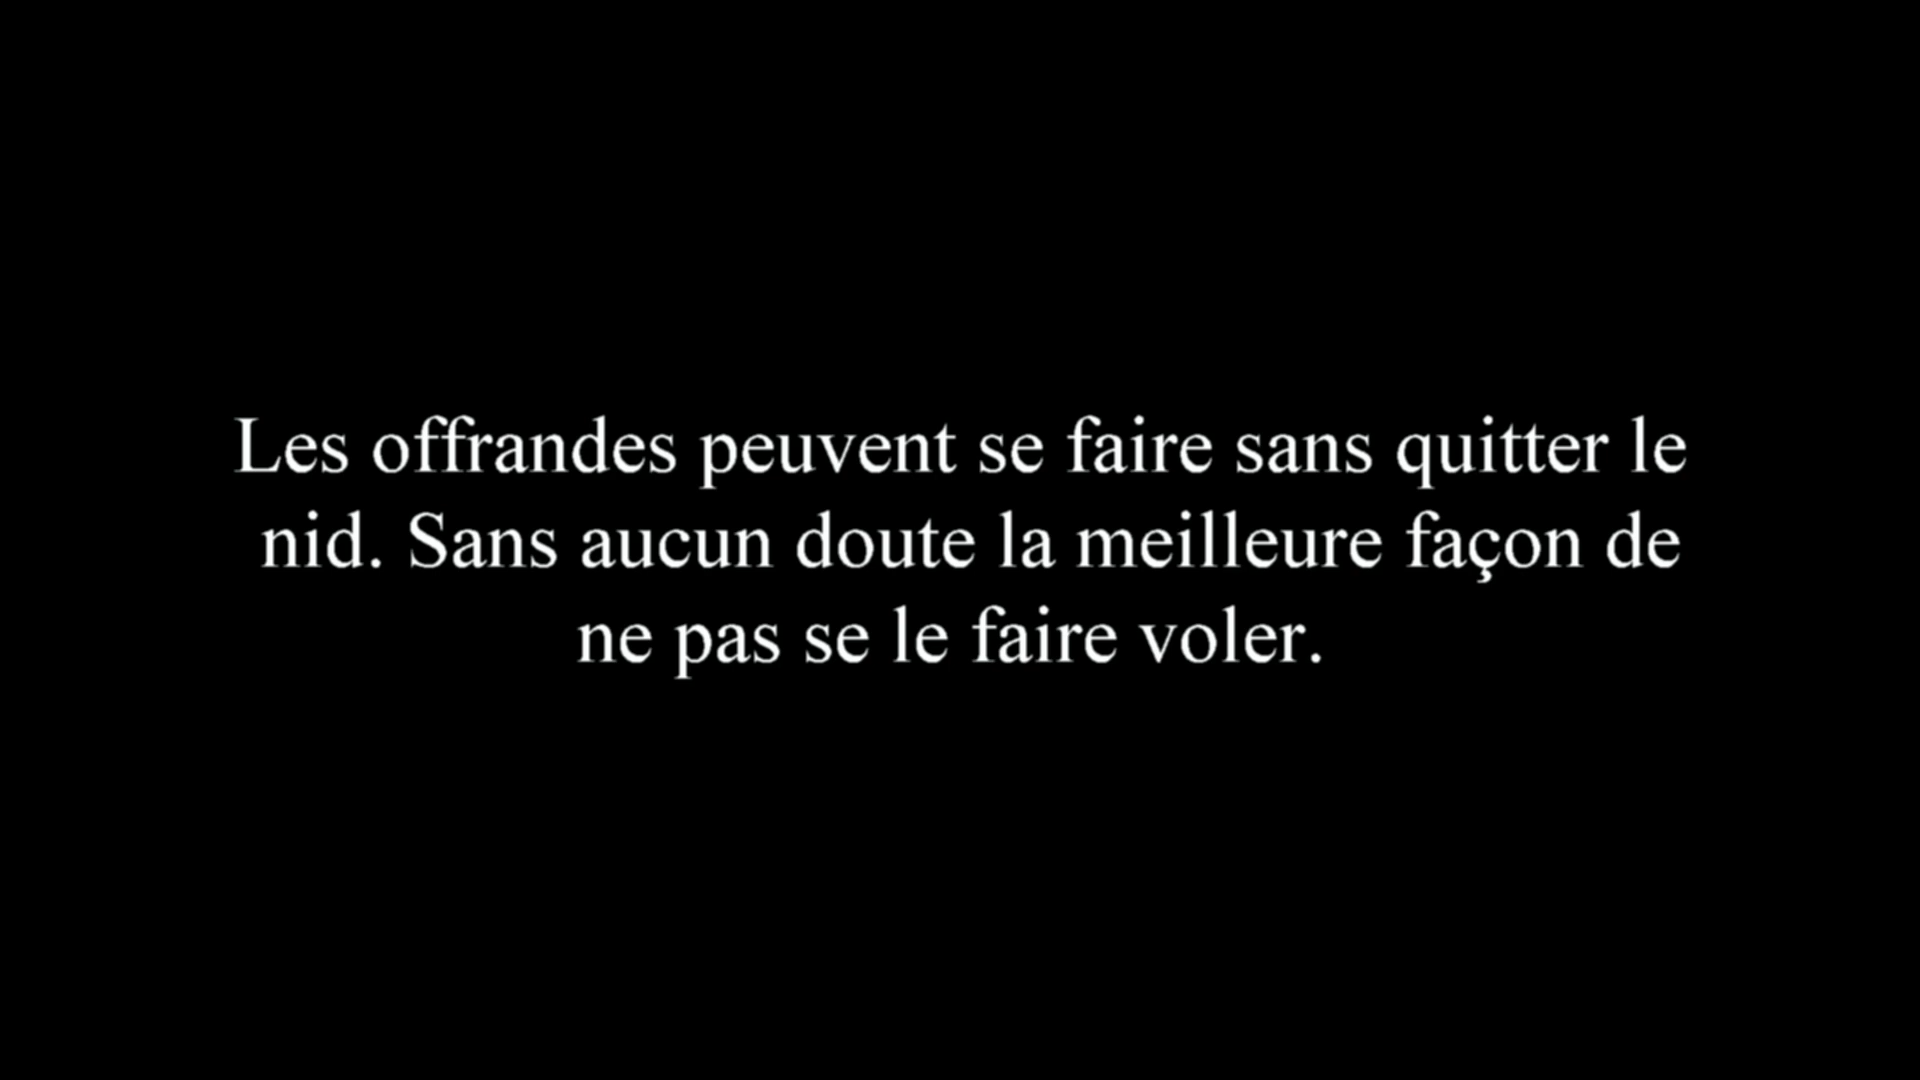 Les offrandes peuvent se faire sans quitter le
nid. Sans aucun doute la meilleure façon de
ne pas se le faire voler.